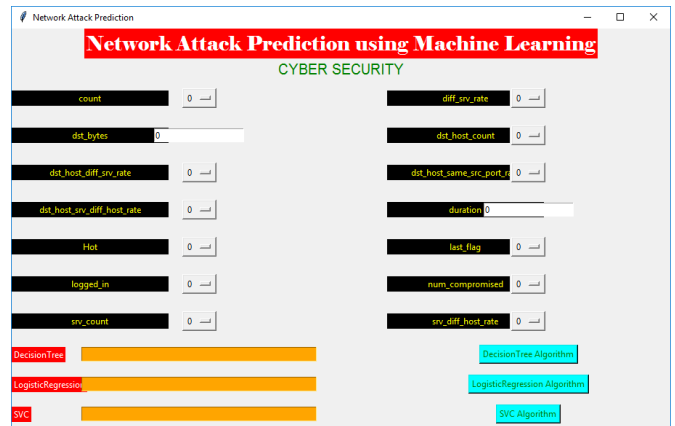 Network Attack Prediction
Network Attack Prediction using Machine Learning
CYBER SECURITY
count 0 diff_srv_rate 0
dst_bytes 0 dst_host_count 0
dst_host_diff_srv_rate 0 dst_host_same_src_port_ra 0
dst_host_srv_diff_host_rate 0 duration 0
Hot 0 last_flag 0
logged_in 0 num_compromised 0
srv_count 0 srv_diff_host_rate 0
DecisionTree DecisionTree Algorithm
LogisticRegression LogisticRegression Algorithm
SVC SVC Algorithm